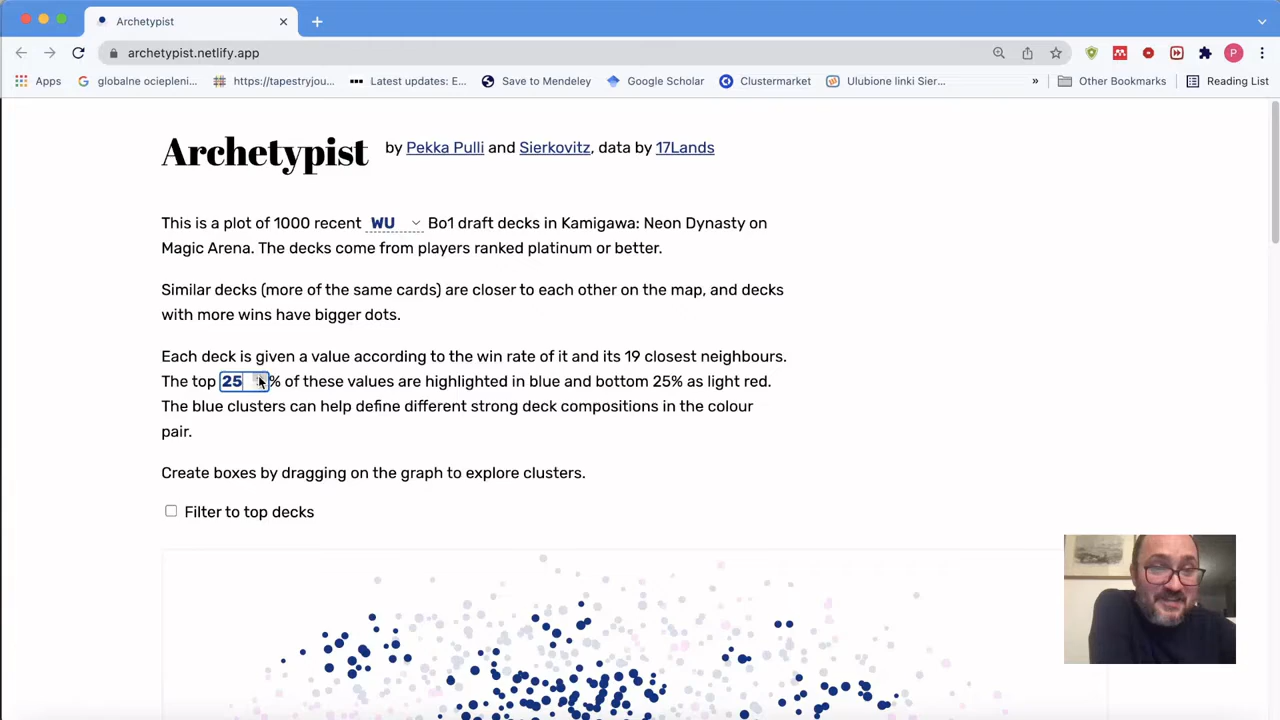 Archetypist
archetypist.netlify.app
P
Apps
globalne ociepleni...
https://tapestryjou...
Latest updates: E...
Save to Mendeley
Google Scholar
Clustermarket
Ulubione linki Sier...
»
Other Bookmarks
Reading List
Archetypist by Pekka Pulli and Sierkovitz, data by 17Lands
This is a plot of 1000 recent WU Bo1 draft decks in Kamigawa: Neon Dynasty on
Magic Arena. The decks come from players ranked platinum or better.
Similar decks (more of the same cards) are closer to each other on the map, and decks
with more wins have bigger dots.
Each deck is given a value according to the win rate of it and its 19 closest neighbours.
The top 25 % of these values are highlighted in blue and bottom 25% as light red.
The blue clusters can help define different strong deck compositions in the colour
pair.
Create boxes by dragging on the graph to explore clusters.
Filter to top decks